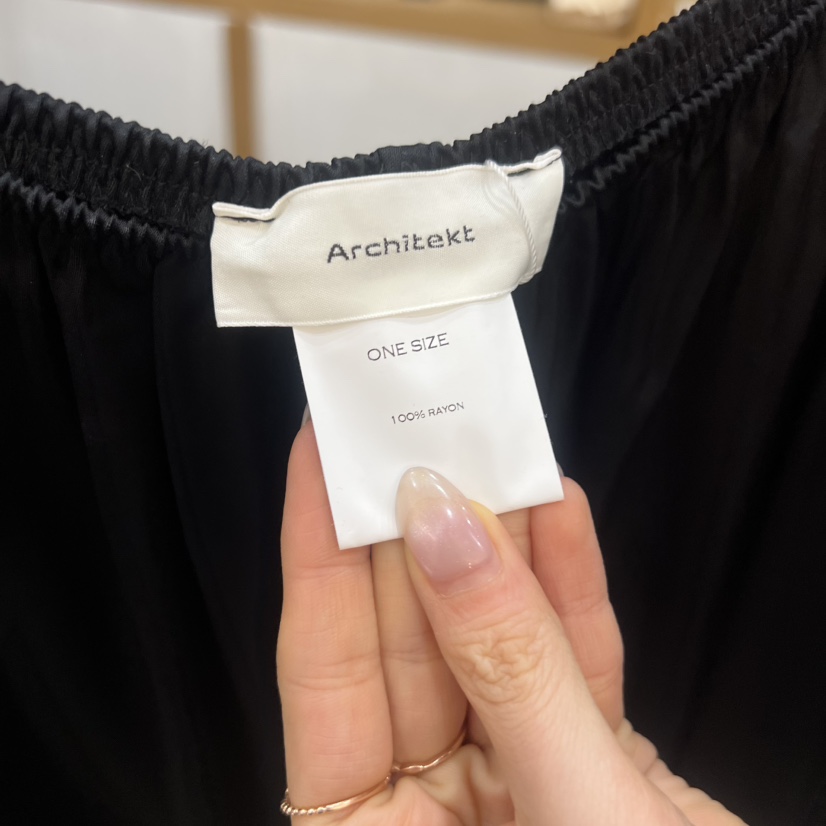 Architekt
ONE SIZE
100% RAYON